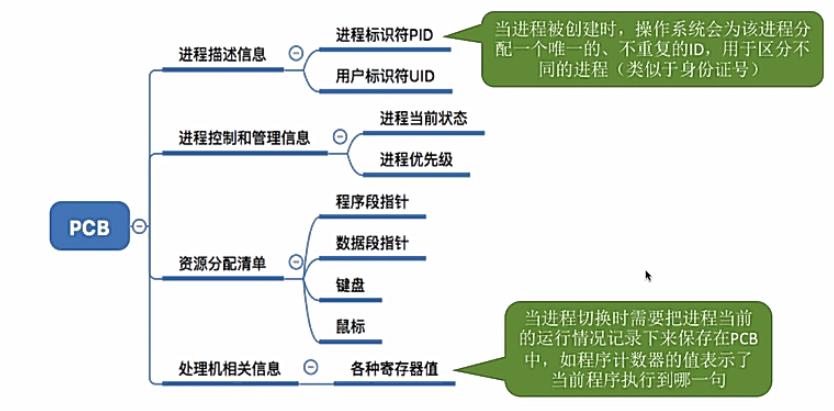 PCB
进程描述信息
进程标识符PID
当进程被创建时，操作系统会为该进程分
配一个唯一的、不重复的ID，用于区分不
同的进程（类似于身份证号）
用户标识符UID
进程控制和管理信息
进程当前状态
进程优先级
资源分配清单
程序段指针
数据段指针
键盘
鼠标
处理机相关信息
各种寄存器值
当进程切换时需要把进程当前
的运行情况记录下来保存在PCB
中，如程序计数器的值表示了
当前程序执行到哪一句